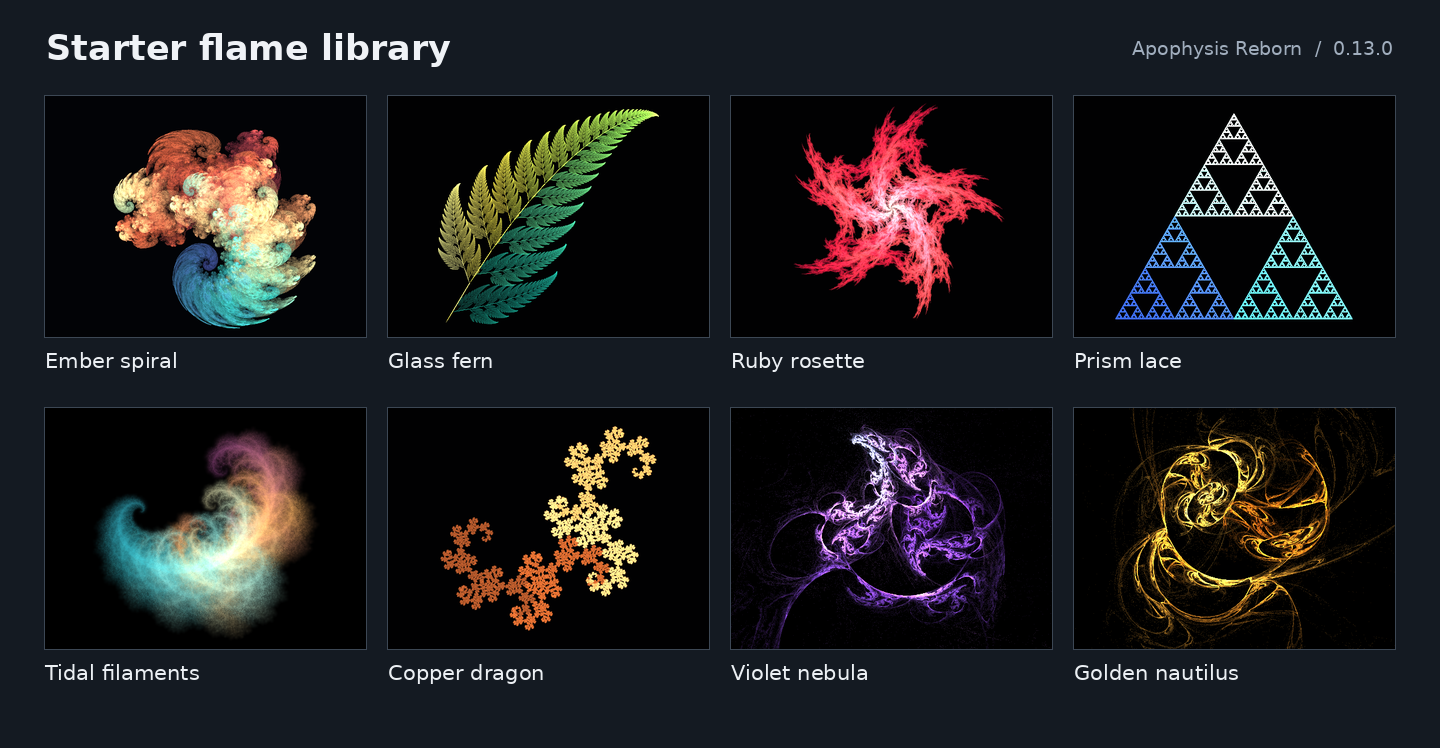 Starter flame library
Apophysis Reborn / 0.13.0
Ember spiral
Glass fern
Ruby rosette
Prism lace
Tidal filaments
Copper dragon
Violet nebula
Golden nautilus